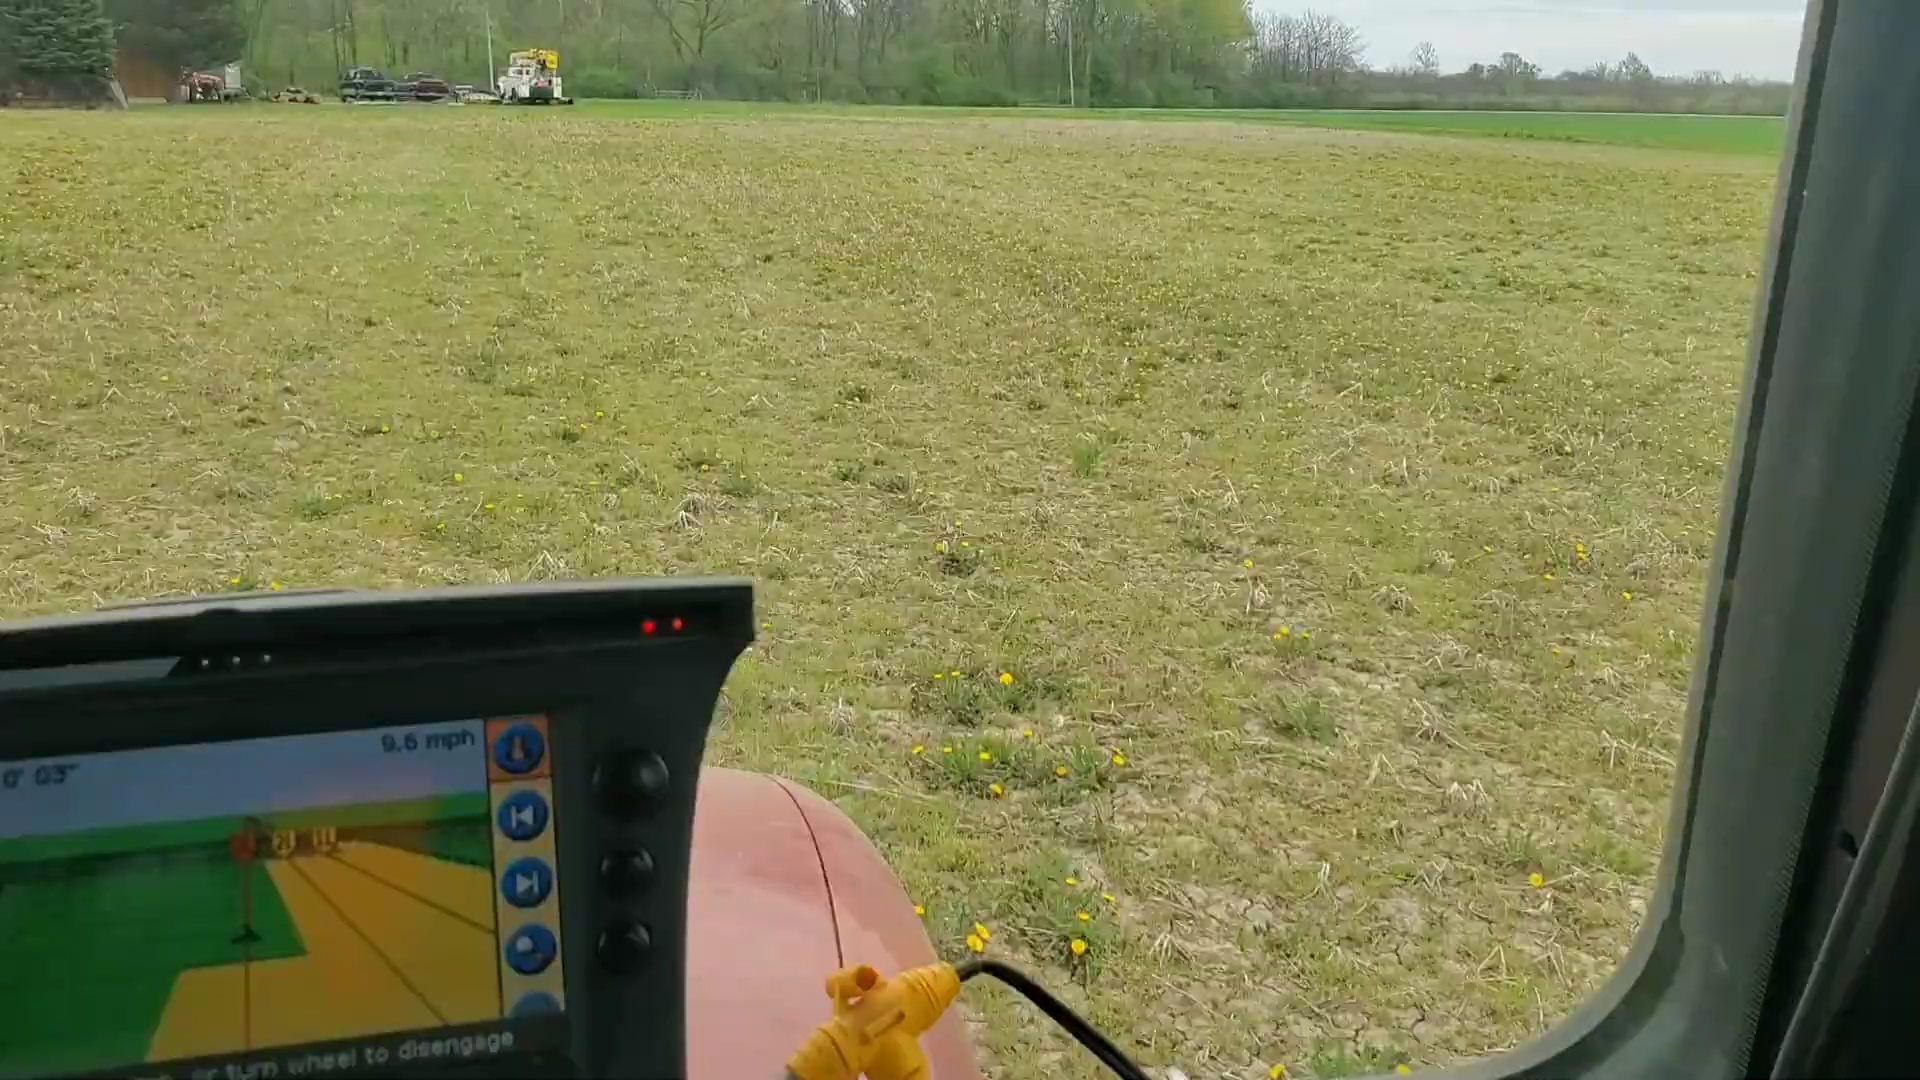 9.6 mph
0' 03"
or turn wheel to disengage